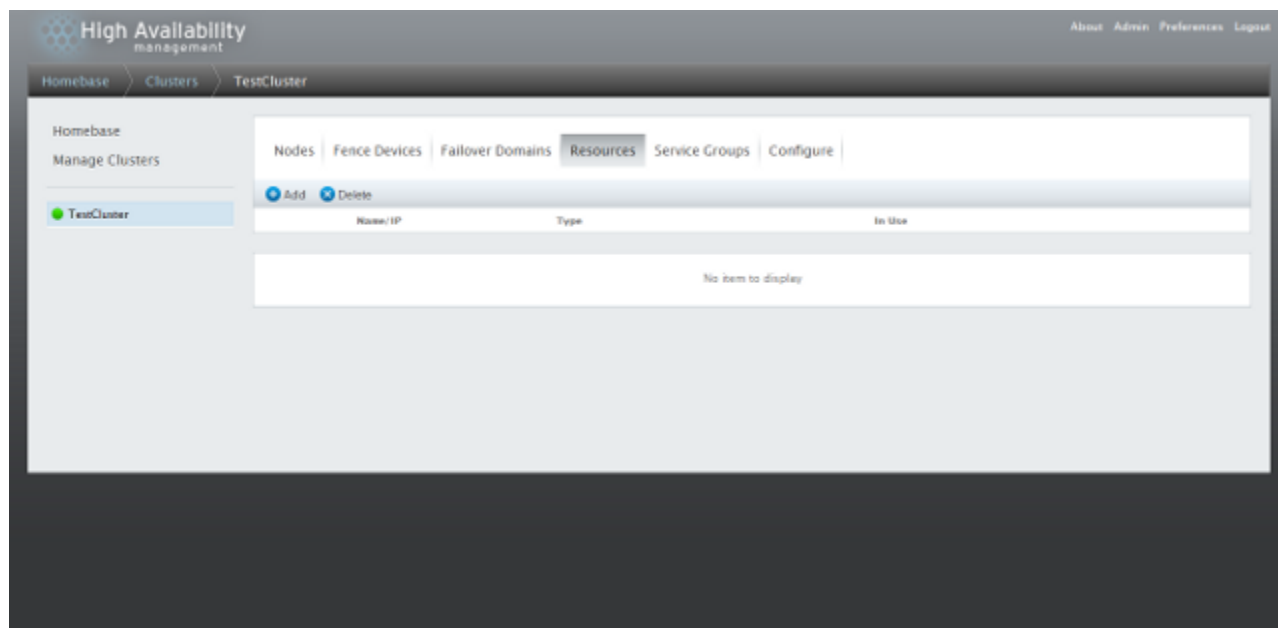 High Availability
management
About Admin Preferences Logout
Homebase Clusters TestCluster
Homebase
Manage Clusters
TestCluster
Nodes Fence Devices Failover Domains Resources Service Groups Configure
Add Delete
Name/IP Type In Use
No item to display